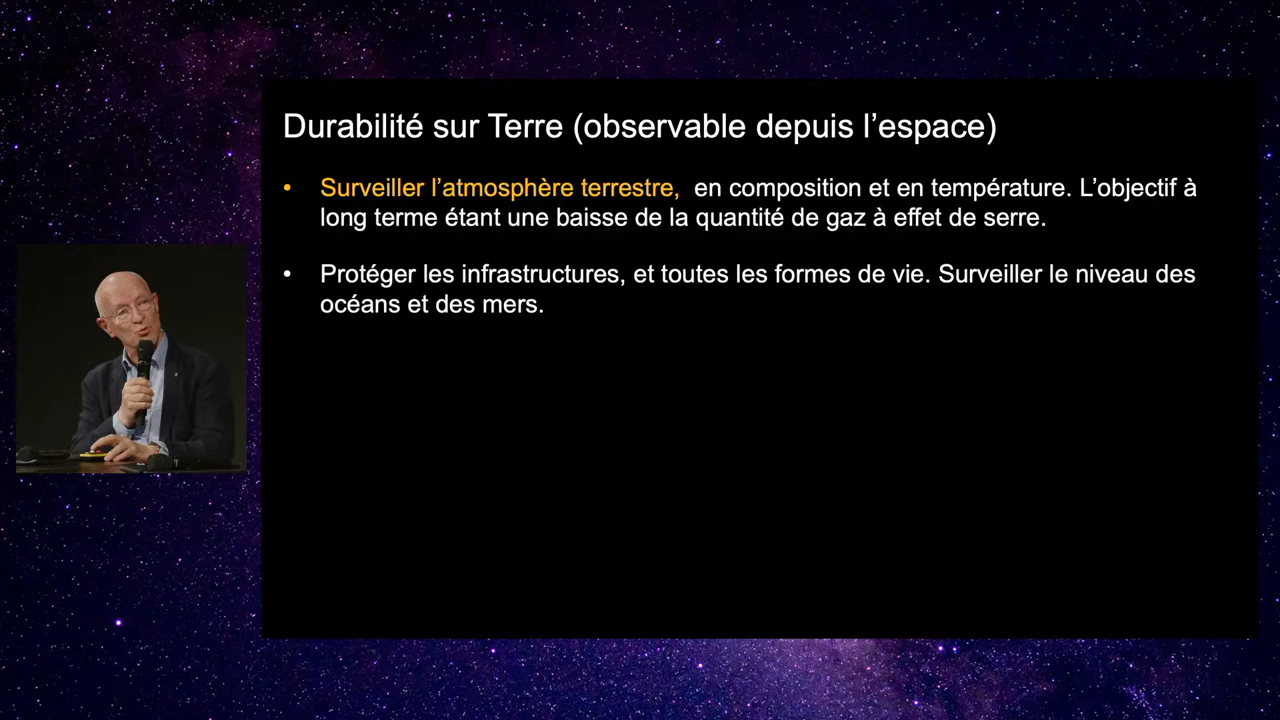 Durabilité sur Terre (observable depuis l’espace)
• Surveiller l’atmosphère terrestre, en composition et en température. L’objectif à
long terme étant une baisse de la quantité de gaz à effet de serre.
• Protéger les infrastructures, et toutes les formes de vie. Surveiller le niveau des
océans et des mers.